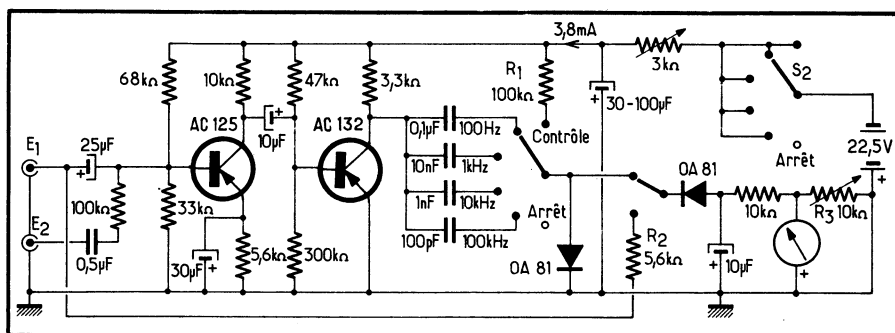 3,8mA
3kΩ
S2
68kΩ
10kΩ
47kΩ
3,3kΩ
R1
100kΩ
30-100µF
+
AC 125
+
10µF
AC 132
0,1µF
100Hz
Contrôle
22,5V
+
E1
25µF
+
10nF
1kHz
Arrêt
OA 81
1nF
10kHz
Arrêt
10kΩ
R3
10kΩ
100kΩ
33kΩ
E2
0,5µF
30µF
+
5,6kΩ
300kΩ
100pF
100kHz
OA 81
R2
5,6kΩ
+
10µF
+